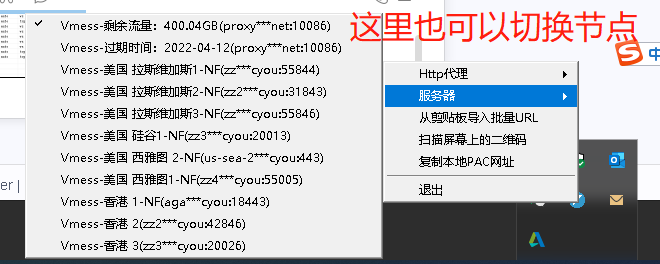 Vmess-剩余流量：400.04GB(proxy***net:10086)
Vmess-过期时间：2022-04-12(proxy***net:10086)
Vmess-美国 拉斯维加斯1-NF(zz***cyou:55844)
Vmess-美国 拉斯维加斯2-NF(zz2***cyou:31843)
Vmess-美国 拉斯维加斯3-NF(zz***cyou:55846)
Vmess-美国 硅谷1-NF(zz3***cyou:20013)
Vmess-美国 西雅图 2-NF(us-sea-2***cyou:443)
Vmess-美国 西雅图1-NF(zz4***cyou:55005)
Vmess-香港 1-NF(aga***cyou:18443)
Vmess-香港 2(zz2***cyou:42846)
Vmess-香港 3(zz3***cyou:20026)
这里也可以切换节点
Http代理
服务器
从剪贴板导入批量URL
扫描屏幕上的二维码
复制本地PAC网址
退出